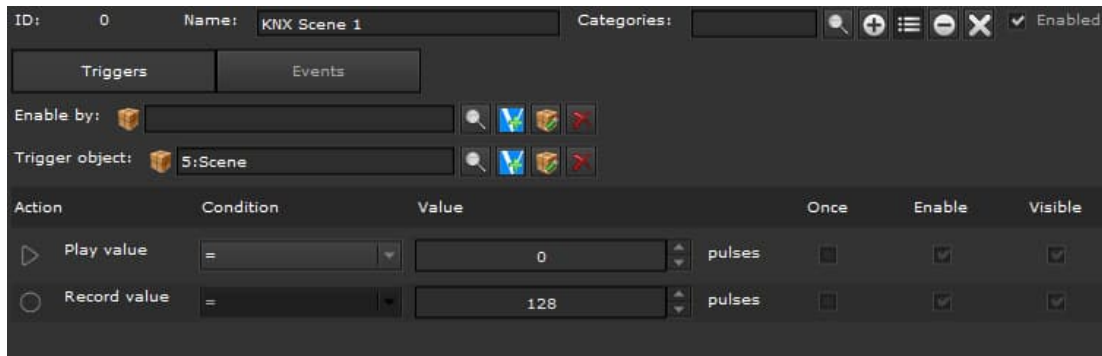 ID: 0 Name: KNX Scene 1 Categories: Enabled
Triggers Events
Enable by:
Trigger object: 5:Scene
Action Condition Value Once Enable Visible
Play value = 0 pulses
Record value = 128 pulses